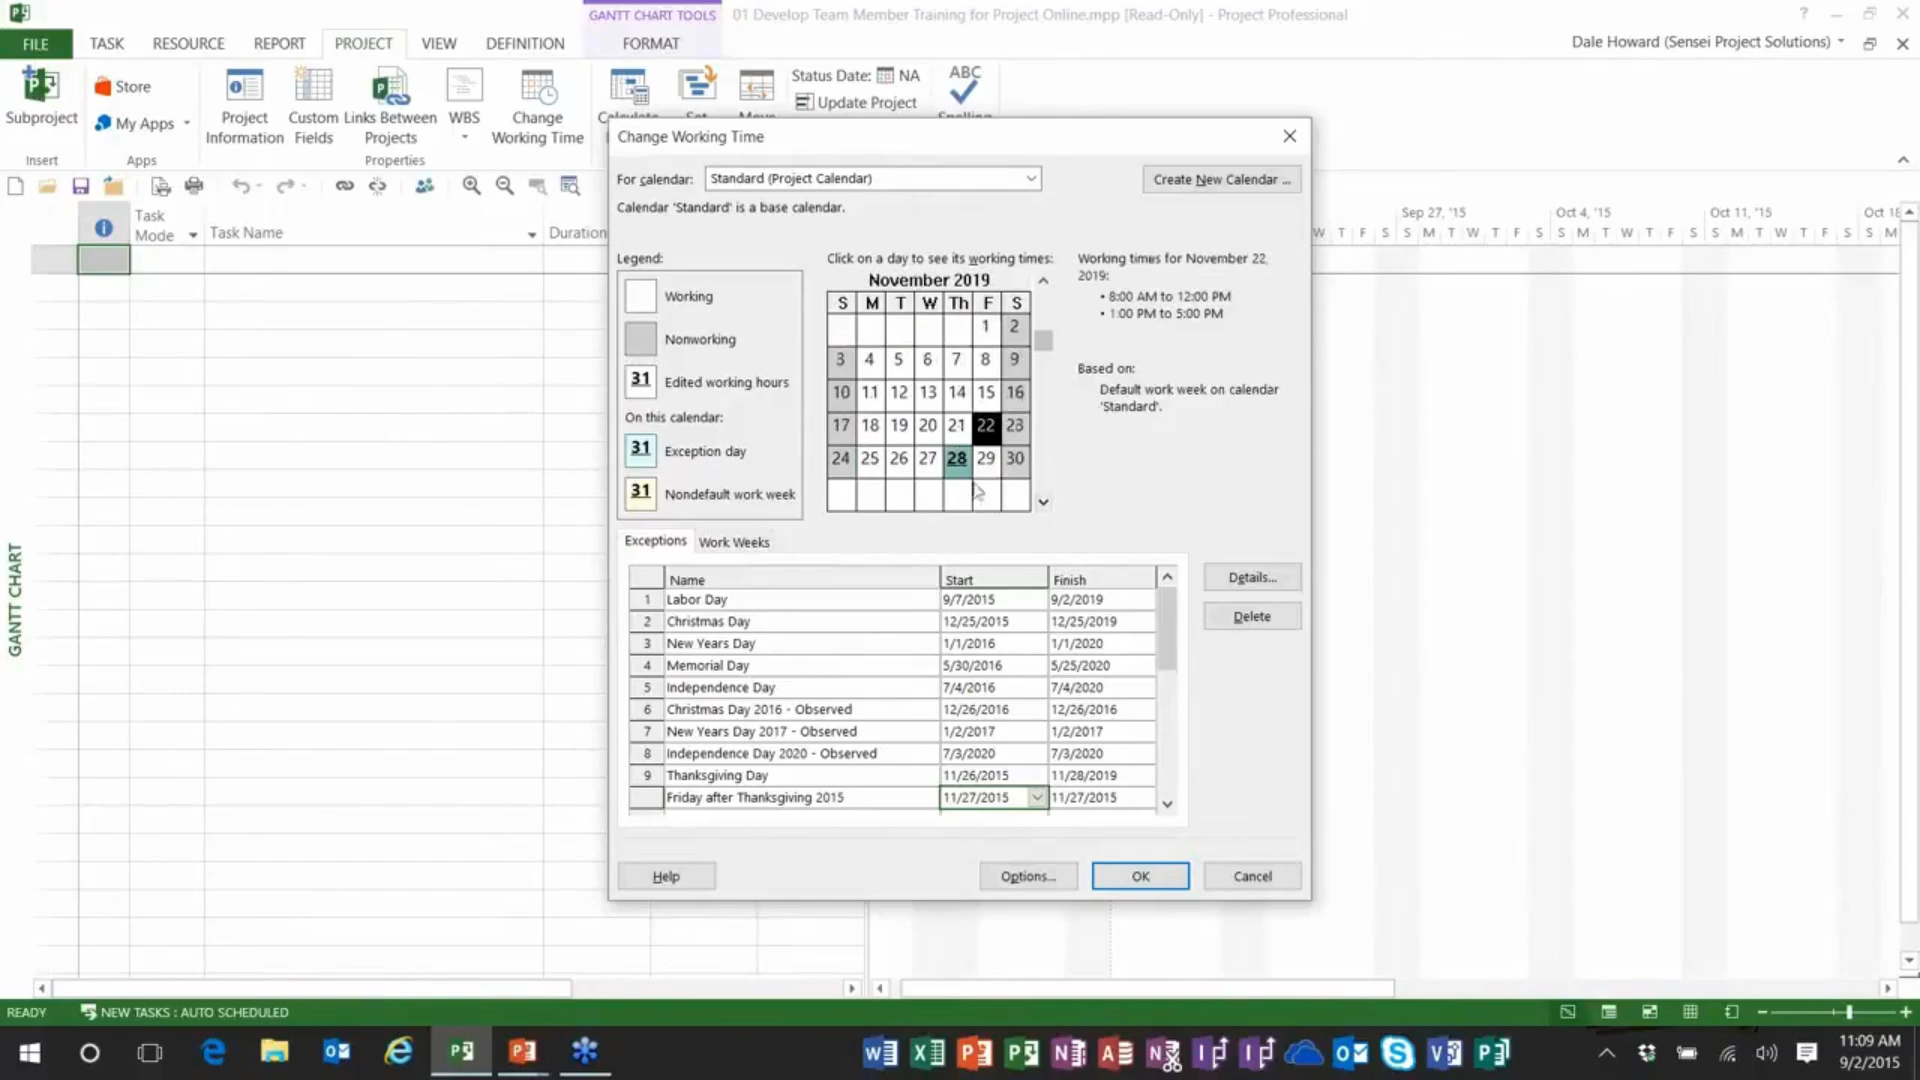 GANTT CHART TOOLS
01 Develop Team Member Training for Project Online.mpp [Read-Only] - Project Professional
FILE TASK RESOURCE REPORT PROJECT VIEW DEFINITION FORMAT
Dale Howard (Sensei Project Solutions)
Subproject
Store
My Apps
Project Information
Custom Fields
Links Between Projects
WBS
Change Working Time
Status Date: NA
Update Project
ABC
Insert Apps Properties
Task Mode
Task Name
Duration
Sep 27, '15 Oct 4, '15 Oct 11, '15 Oct 18
W T F S S M T W T F S S M T W T F S S M T W T F S S M
GANTT CHART
Change Working Time
For calendar: Standard (Project Calendar)
Create New Calendar ...
Calendar 'Standard' is a base calendar.
Legend:
Working
Nonworking
31 Edited working hours
On this calendar:
31 Exception day
31 Nondefault work week
Click on a day to see its working times:
November 2019
S M T W Th F S
1 2
3 4 5 6 7 8 9
10 11 12 13 14 15 16
17 18 19 20 21 22 23
24 25 26 27 28 29 30
Working times for November 22, 2019:
• 8:00 AM to 12:00 PM
• 1:00 PM to 5:00 PM
Based on:
Default work week on calendar
'Standard'.
Exceptions Work Weeks
Name Start Finish
1 Labor Day 9/7/2015 9/2/2019
2 Christmas Day 12/25/2015 12/25/2019
3 New Years Day 1/1/2016 1/1/2020
4 Memorial Day 5/30/2016 5/25/2020
5 Independence Day 7/4/2016 7/4/2020
6 Christmas Day 2016 - Observed 12/26/2016 12/26/2016
7 New Years Day 2017 - Observed 1/2/2017 1/2/2017
8 Independence Day 2020 - Observed 7/3/2020 7/3/2020
9 Thanksgiving Day 11/26/2015 11/28/2019
Friday after Thanksgiving 2015 11/27/2015 11/27/2015
Details...
Delete
Help Options... OK Cancel
READY NEW TASKS : AUTO SCHEDULED
11:09 AM
9/2/2015